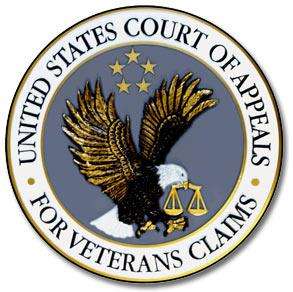 UNITED STATES COURT OF APPEALS
FOR VETERANS CLAIMS